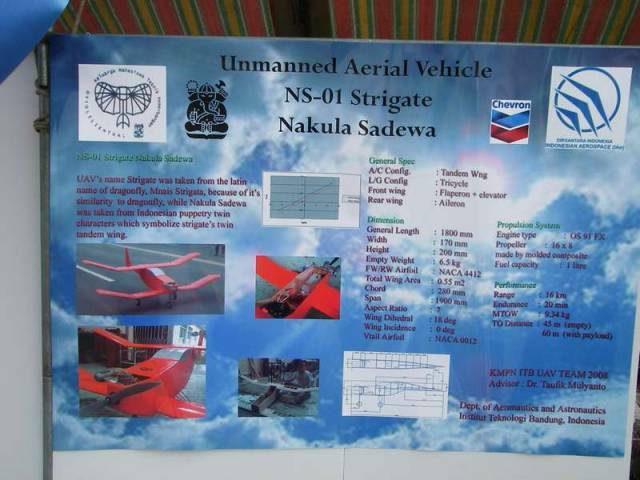 Unmanned Aerial Vehicle
NS-01 Strigate
Nakula Sadewa
Chevron
DIRGANTARA INDONESIA
INDONESIAN AEROSPACE (IAe)
NS-01 Strigate Nakula Sadewa
UAV's name Strigate was taken from the latin
name of dragonfly, Mnais Strigata, because of it's
similarity to dragonfly, while Nakula Sadewa
was taken from Indonesian puppetry twin
characters which symbolize strigate's twin
tandem wing.
General Spec
A/C Config. : Tandem Wng
L/G Config : Tricycle
Front wing : Flaperon + elevator
Rear wing : Aileron
Dimension
General Length : 1800 mm
Width : 170 mm
Height : 200 mm
Empty Weight : 6.5 kg
FW/RW Airfoil : NACA 4412
Total Wing Area : 0.55 m2
Chord : 280 mm
Span : 1900 mm
Aspect Ratio : 7
Wing Dihedral : 18 deg
Wing Incidence : 0 deg
Vtail Airfoil : NACA 0012
Propulsion System
Engine type : OS 91 FX
Propeller : 16 x 8
made by molded composite
Fuel capacity : 1 litre
Performance
Range : 16 km
Endurance : 20 min
MTOW : 9.34 kg
TO Distance : 45 m (empty)
60 m (with payload)
KMPN ITB UAV TEAM 2008
Advisor : Dr. Taufik Mulyanto
Dept. of Aeronautics and Astronautics
Institut Teknologi Bandung, Indonesia